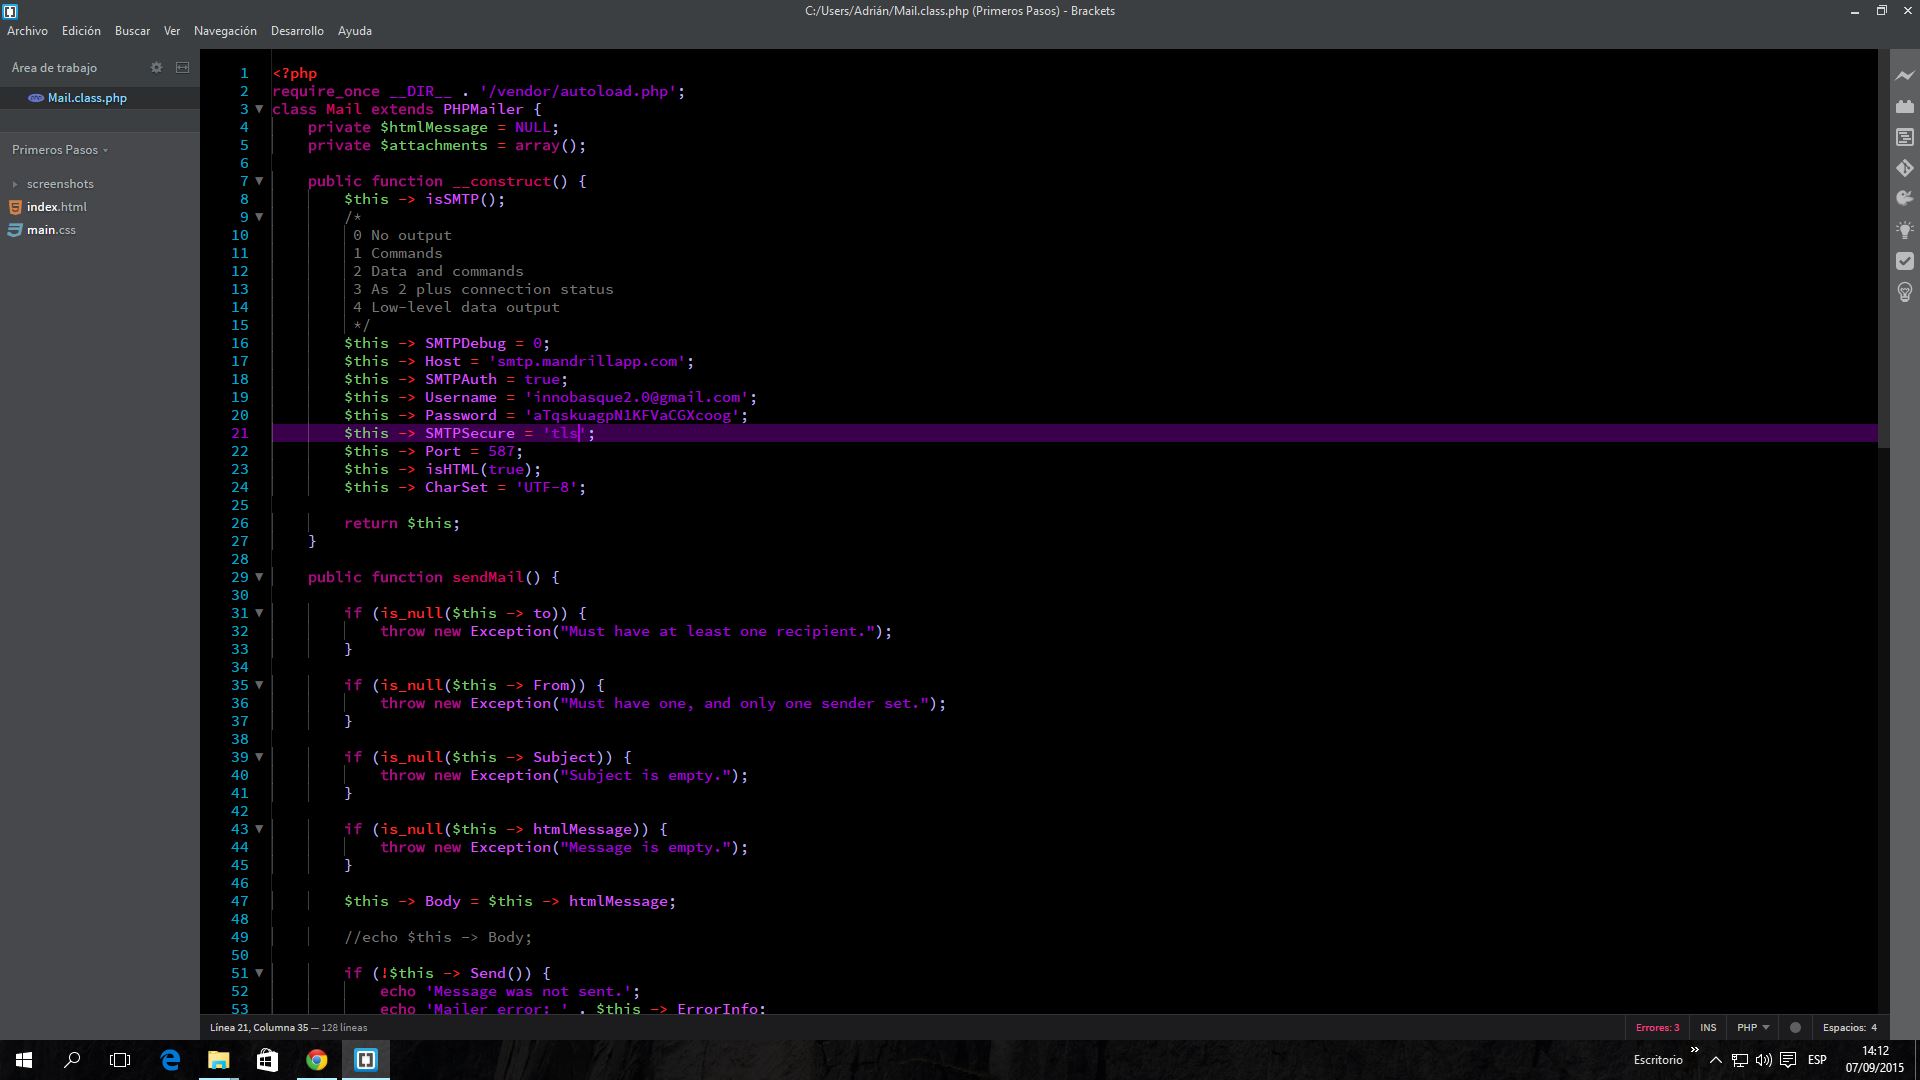 C:/Users/Adrián/Mail.class.php (Primeros Pasos) - Brackets
Archivo Edición Buscar Ver Navegación Desarrollo Ayuda
Área de trabajo
Mail.class.php
Primeros Pasos
screenshots
index.html
main.css
1 <?php
2 require_once __DIR__ . '/vendor/autoload.php';
3 class Mail extends PHPMailer {
4     private $htmlMessage = NULL;
5     private $attachments = array();
6
7     public function __construct() {
8         $this -> isSMTP();
9         /*
10          0 No output
11          1 Commands
12          2 Data and commands
13          3 As 2 plus connection status
14          4 Low-level data output
15          */
16         $this -> SMTPDebug = 0;
17         $this -> Host = 'smtp.mandrillapp.com';
18         $this -> SMTPAuth = true;
19         $this -> Username = 'innobasque2.0@gmail.com';
20         $this -> Password = 'aTqskuagpN1KFVaCGXcoog';
21         $this -> SMTPSecure = 'tls';
22         $this -> Port = 587;
23         $this -> isHTML(true);
24         $this -> CharSet = 'UTF-8';
25
26         return $this;
27     }
28
29     public function sendMail() {
30
31         if (is_null($this -> to)) {
32             throw new Exception("Must have at least one recipient.");
33         }
34
35         if (is_null($this -> From)) {
36             throw new Exception("Must have one, and only one sender set.");
37         }
38
39         if (is_null($this -> Subject)) {
40             throw new Exception("Subject is empty.");
41         }
42
43         if (is_null($this -> htmlMessage)) {
44             throw new Exception("Message is empty.");
45         }
46
47         $this -> Body = $this -> htmlMessage;
48
49         //echo $this -> Body;
50
51         if (!$this -> Send()) {
52             echo 'Message was not sent.';
53             echo 'Mailer error: ' . $this -> ErrorInfo;
Línea 21, Columna 35 — 128 líneas
Errores: 3 INS PHP Espacios: 4
Escritorio ESP 14:12
07/09/2015